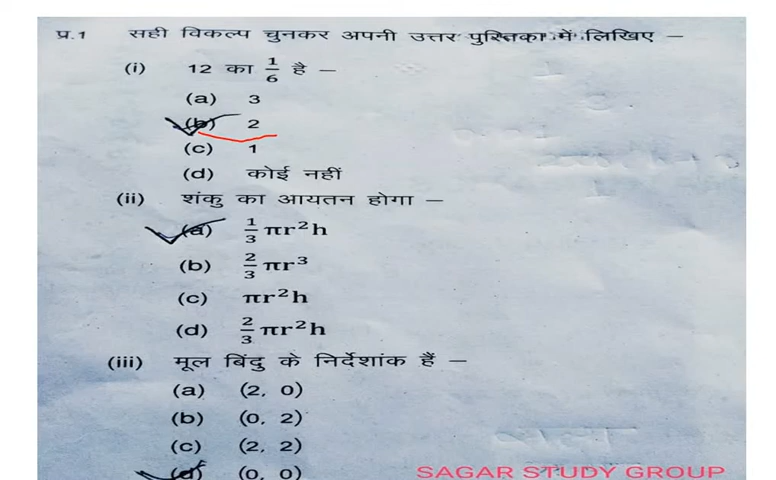 प्र.1 सही विकल्प चुनकर अपनी उत्तर पुस्तिका में लिखिए –
(i) 12 का 1/6 है –
(a) 3
(b) 2
(c) 1
(d) कोई नहीं
(ii) शंकु का आयतन होगा –
(a) 1/3 πr²h
(b) 2/3 πr³
(c) πr²h
(d) 2/3 πr²h
(iii) मूल बिंदु के निर्देशांक हैं –
(a) (2, 0)
(b) (0, 2)
(c) (2, 2)
(d) (0, 0)
SAGAR STUDY GROUP